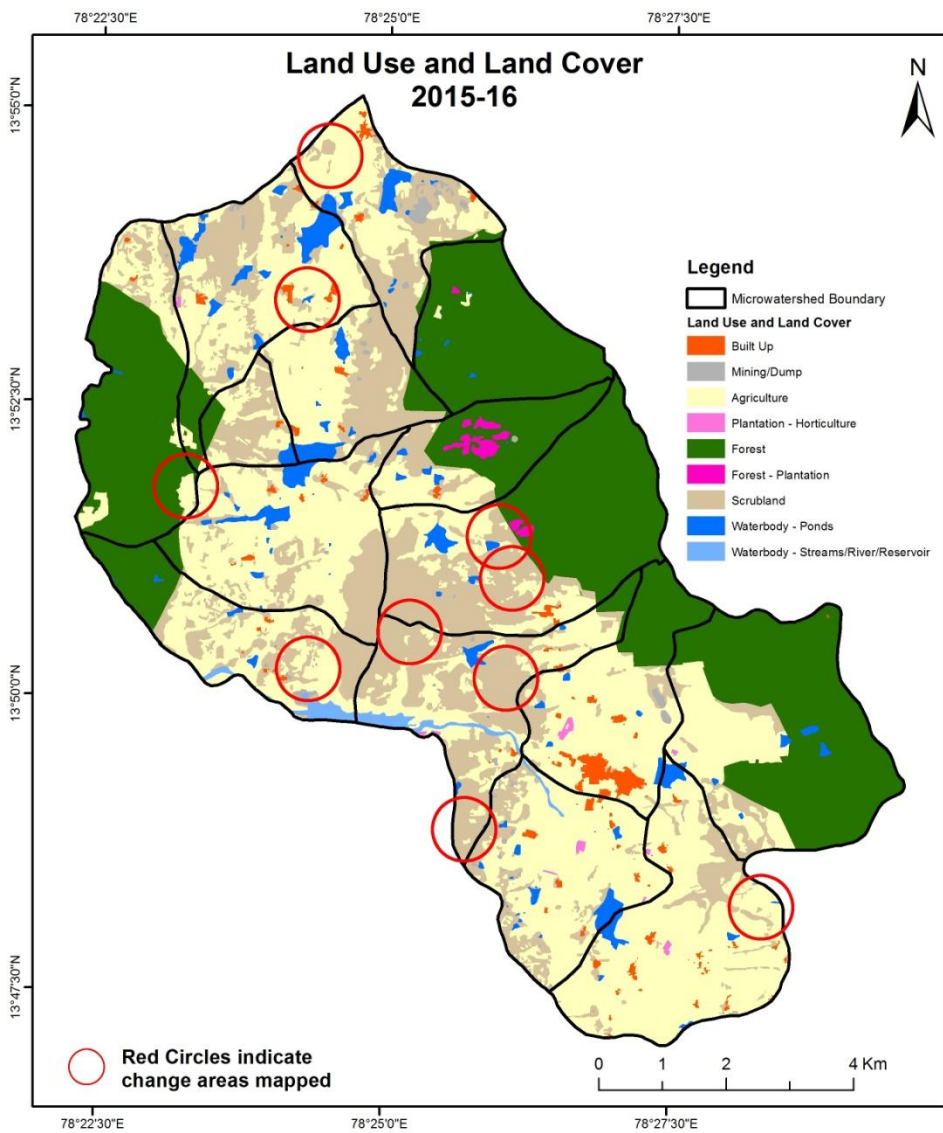 78°22'30"E
78°25'0"E
78°27'30"E
Land Use and Land Cover
2015-16
N
13°55'0"N
13°52'30"N
13°50'0"N
13°47'30"N
Legend
Microwatershed Boundary
Land Use and Land Cover
Built Up
Mining/Dump
Agriculture
Plantation - Horticulture
Forest
Forest - Plantation
Scrubland
Waterbody - Ponds
Waterbody - Streams/River/Reservoir
Red Circles indicate
change areas mapped
0 1 2 4 Km
78°22'30"E
78°25'0"E
78°27'30"E